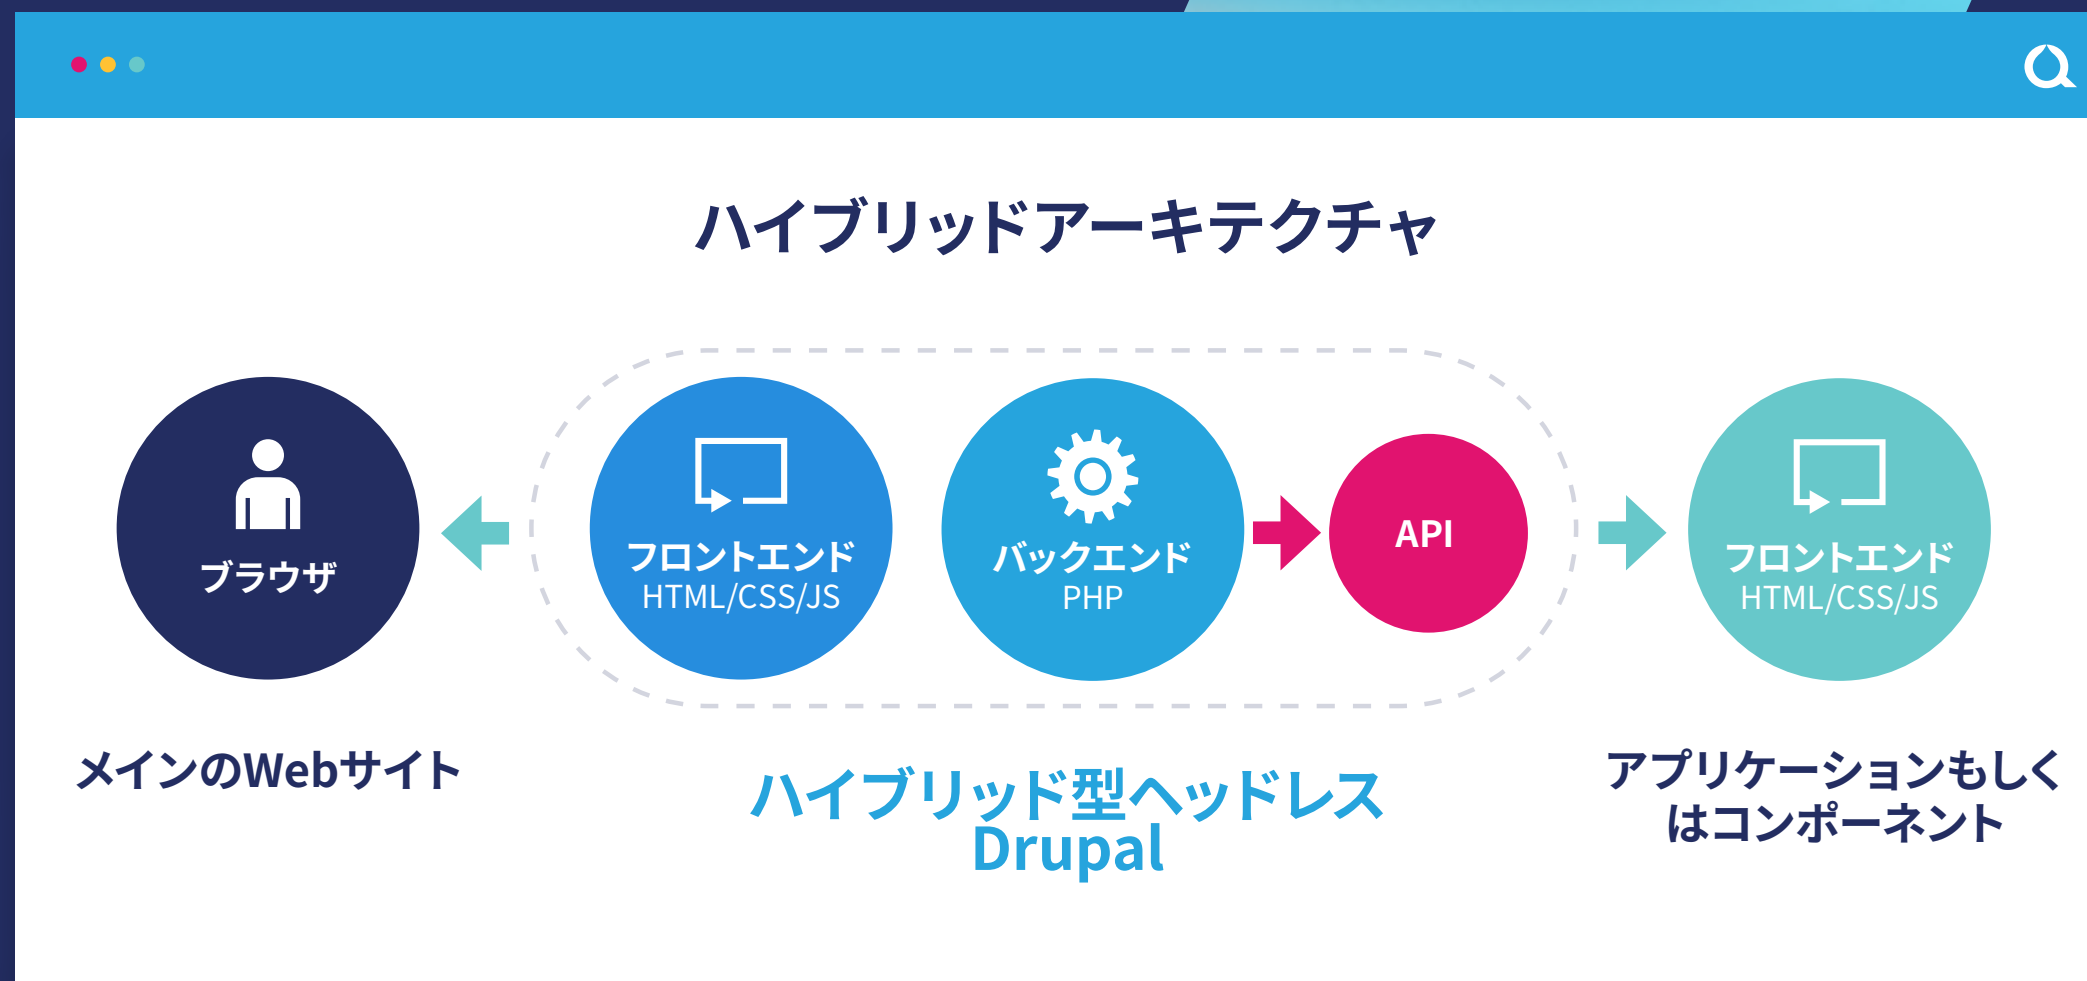 ハイブリッドアーキテクチャ
ブラウザ
フロントエンド
HTML/CSS/JS
バックエンド
PHP
API
フロントエンド
HTML/CSS/JS
メインのWebサイト
ハイブリッド型ヘッドレス
Drupal
アプリケーションもしく
はコンポーネント